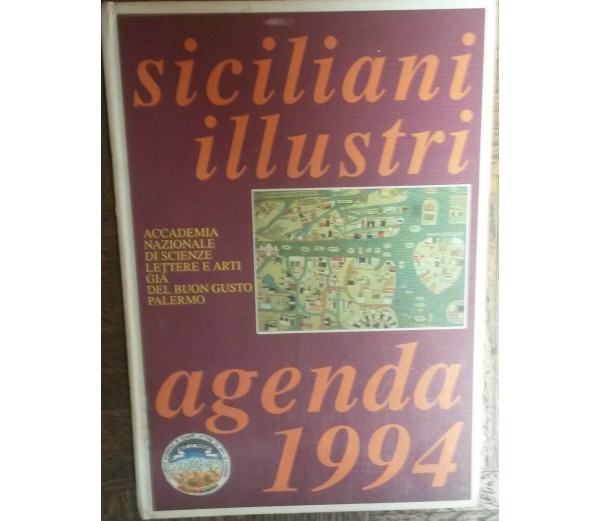 siciliani
illustri
ACCADEMIA
NAZIONALE
DI SCIENZE
LETTERE E ARTI
GIÀ
DEL BUON GUSTO
PALERMO
agenda
1994